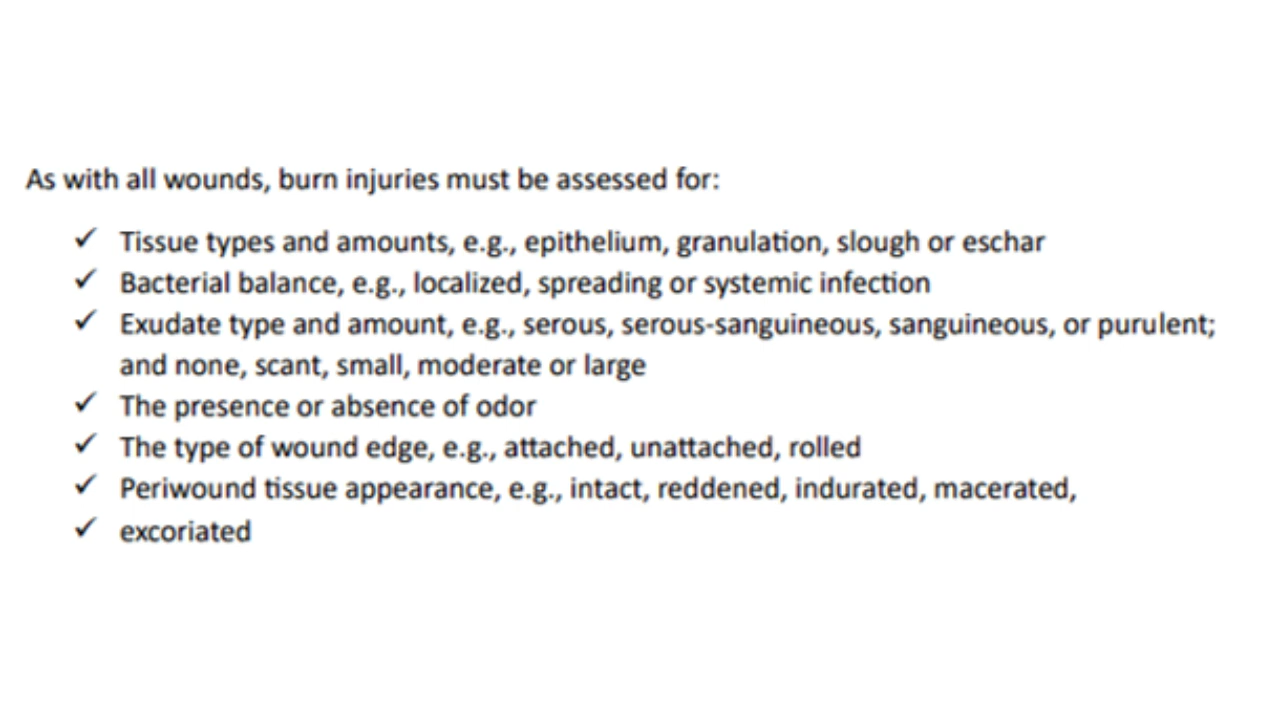 As with all wounds, burn injuries must be assessed for:
✓ Tissue types and amounts, e.g., epithelium, granulation, slough or eschar
✓ Bacterial balance, e.g., localized, spreading or systemic infection
✓ Exudate type and amount, e.g., serous, serous-sanguineous, sanguineous, or purulent;
and none, scant, small, moderate or large
✓ The presence or absence of odor
✓ The type of wound edge, e.g., attached, unattached, rolled
✓ Periwound tissue appearance, e.g., intact, reddened, indurated, macerated,
✓ excoriated